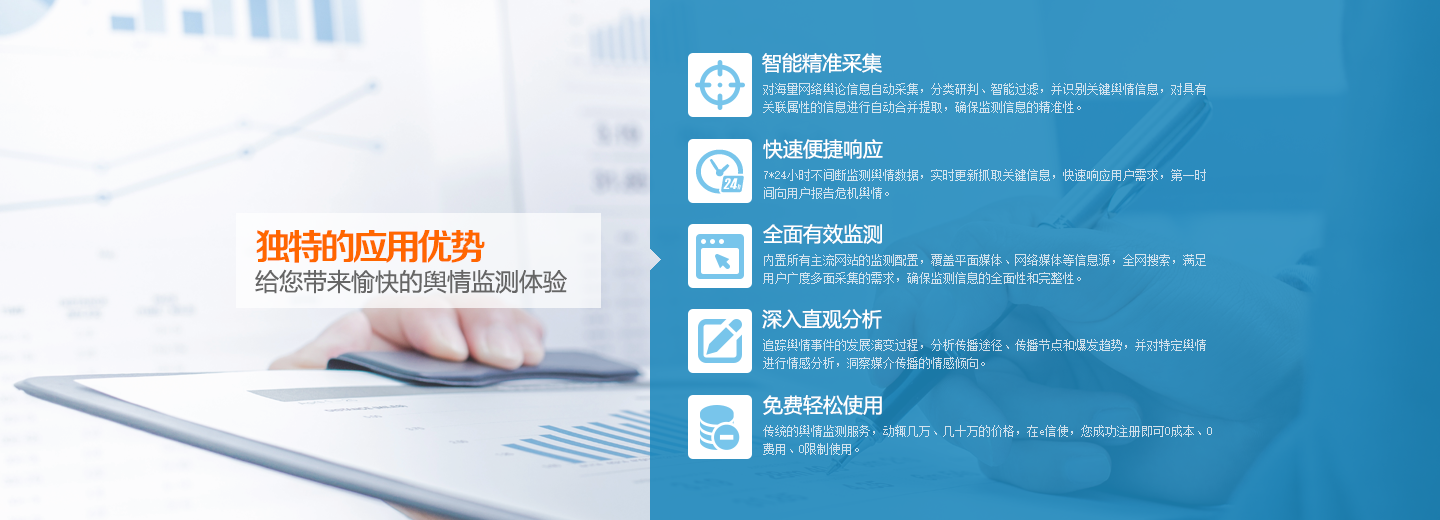 独特的应用优势
给您带来愉快的舆情监测体验
智能精准采集
对海量网络舆论信息自动采集，分类研判、智能过滤，并识别关键舆情信息，对具有
关联属性的信息进行自动合并提取，确保监测信息的精准性。
快速便捷响应
24h
7*24小时不间断监测舆情数据，实时更新抓取关键信息，快速响应用户需求，第一时
间向用户报告危机舆情。
全面有效监测
内置所有主流网站的监测配置，覆盖平面媒体、网络媒体等信息源，全网搜索，满足
用户广度多面采集的需求，确保监测信息的全面性和完整性。
深入直观分析
追踪舆情事件的发展演变过程，分析传播途径、传播节点和爆发趋势，并对特定舆情
进行情感分析，洞察媒介传播的情感倾向。
免费轻松使用
传统的舆情监测服务，动辄几万、几十万的价格，在e信使，您成功注册即可0成本、0
费用、0限制使用。